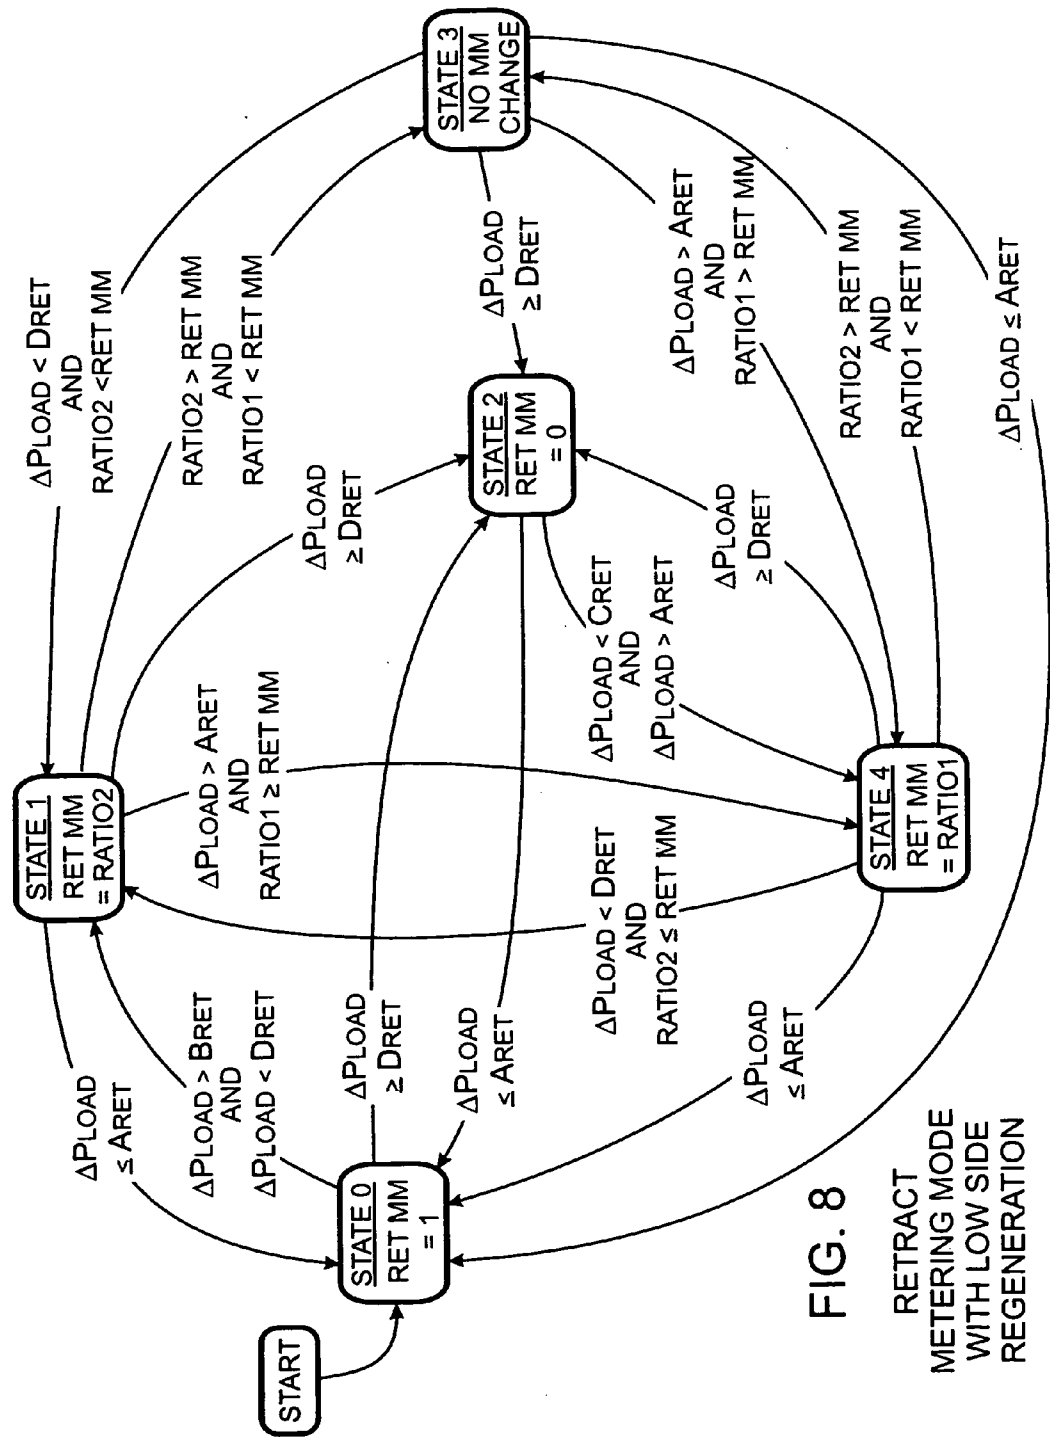 START
STATE 0
RET MM
= 1
STATE 1
RET MM
= RATIO2
STATE 2
RET MM
= 0
STATE 3
NO MM
CHANGE
STATE 4
RET MM
= RATIO1
ΔPLOAD
≤ ARET
ΔPLOAD > BRET
AND
ΔPLOAD < DRET
ΔPLOAD
≥ DRET
ΔPLOAD
≤ ARET
ΔPLOAD
≤ ARET
ΔPLOAD < DRET
AND
RATIO2 ≤ RET MM
ΔPLOAD > ARET
AND
RATIO1 ≥ RET MM
ΔPLOAD < CRET
AND
ΔPLOAD > ARET
ΔPLOAD
≥ DRET
ΔPLOAD
≥ DRET
ΔPLOAD < DRET
AND
RATIO2 <RET MM
RATIO2 > RET MM
AND
RATIO1 < RET MM
ΔPLOAD
≥ DRET
ΔPLOAD > ARET
AND
RATIO1 > RET MM
RATIO2 > RET MM
AND
RATIO1 < RET MM
ΔPLOAD ≤ ARET
FIG. 8
RETRACT
METERING MODE
WITH LOW SIDE
REGENERATION